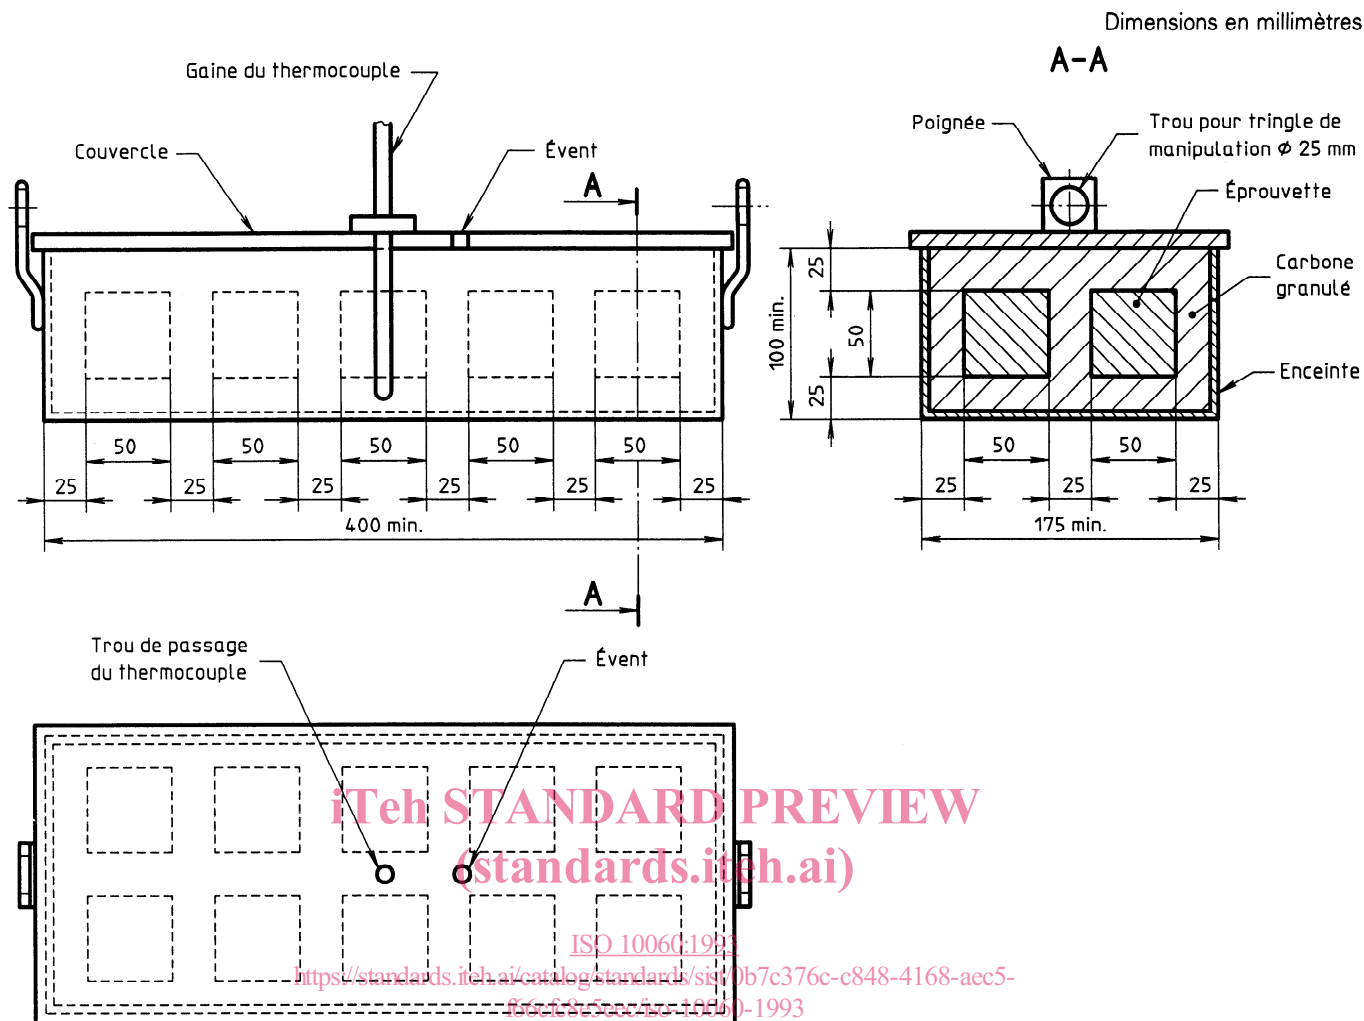 Dimensions en millimètres
A-A
Gaine du thermocouple
Couvercle
Évent
A
Poignée
Trou pour tringle de
manipulation Φ 25 mm
Éprouvette
Carbone
granulé
Enceinte
25
50
25
100 min.
50 50 50 50 50
25 25 25 25 25 25
400 min.
50 50
25 25 25
175 min.
A
Trou de passage
du thermocouple
Évent
iTeh STANDARD PREVIEW
(standards.iteh.ai)
ISO 10060:1993
https://standards.iteh.ai/catalog/standards/sist/0b7c376c-c848-4168-aec5-
/iso-10060-1993